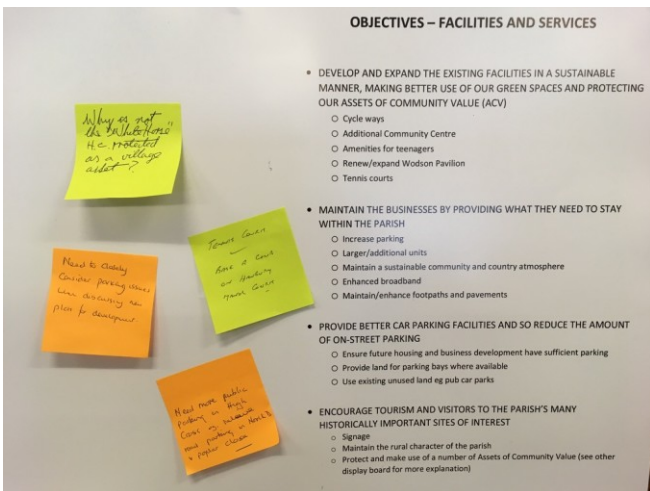 OBJECTIVES – FACILITIES AND SERVICES
• DEVELOP AND EXPAND THE EXISTING FACILITIES IN A SUSTAINABLE
MANNER, MAKING BETTER USE OF OUR GREEN SPACES AND PROTECTING
OUR ASSETS OF COMMUNITY VALUE (ACV)
○ Cycle ways
○ Additional Community Centre
○ Amenities for teenagers
○ Renew/expand Wodson Pavilion
○ Tennis courts
• MAINTAIN THE BUSINESSES BY PROVIDING WHAT THEY NEED TO STAY
WITHIN THE PARISH
○ Increase parking
○ Larger/additional units
○ Maintain a sustainable community and country atmosphere
○ Enhanced broadband
○ Maintain/enhance footpaths and pavements
• PROVIDE BETTER CAR PARKING FACILITIES AND SO REDUCE THE AMOUNT
OF ON-STREET PARKING
○ Ensure future housing and business development have sufficient parking
○ Provide land for parking bays where available
○ Use existing unused land eg pub car parks
• ENCOURAGE TOURISM AND VISITORS TO THE PARISH'S MANY
HISTORICALLY IMPORTANT SITES OF INTEREST
○ Signage
○ Maintain the rural character of the parish
○ Protect and make use of a number of Assets of Community Value (see other
display board for more explanation)
Why is not
the "White Horse"
H.C. protected
as a village
asset?
Need to
Consider parking issues
when discussing new
plans for development
Need more public
parking in High